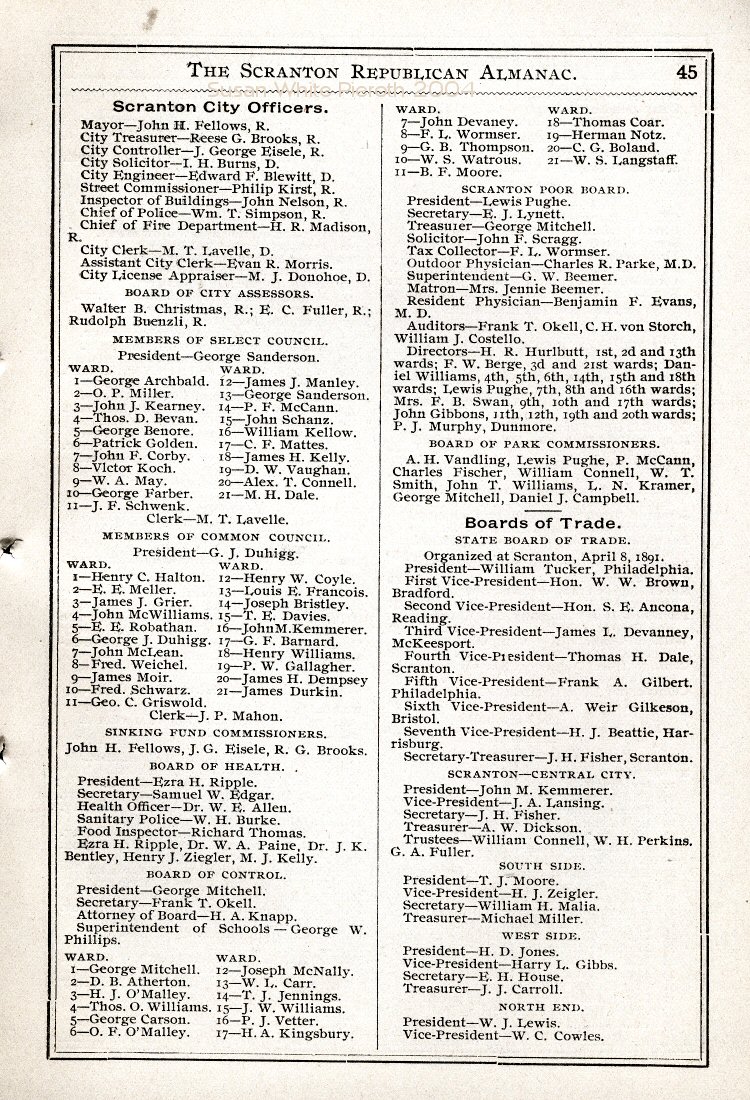 THE SCRANTON REPUBLICAN ALMANAC. 45
Susan White Pieroth 2004
Scranton City Officers.
Mayor—John H. Fellows, R.
City Treasurer—Reese G. Brooks, R.
City Controller—J. George Eisele, R.
City Solicitor—I. H. Burns, D.
City Engineer—Edward F. Blewitt, D.
Street Commissioner—Philip Kirst, R.
Inspector of Buildings—John Nelson, R.
Chief of Police—Wm. T. Simpson, R.
Chief of Fire Department—H. R. Madison,
R.
City Clerk—M. T. Lavelle, D.
Assistant City Clerk—Evan R. Morris.
City License Appraiser—M. J. Donohoe, D.
BOARD OF CITY ASSESSORS.
Walter B. Christmas, R.; E. C. Fuller, R.;
Rudolph Buenzli, R.
MEMBERS OF SELECT COUNCIL.
President—George Sanderson.
WARD. WARD.
1—George Archbald. 12—James J. Manley.
2—O. P. Miller. 13—George Sanderson.
3—John J. Kearney. 14—P. F. McCann.
4—Thos. D. Bevan. 15—John Schanz.
5—George Benore. 16—William Kellow.
6—Patrick Golden. 17—C. F. Mattes.
7—John F. Corby. 18—James H. Kelly.
8—Victor Koch. 19—D. W. Vaughan.
9—W. A. May. 20—Alex. T. Connell.
10—George Farber. 21—M. H. Dale.
11—J. F. Schwenk.
Clerk—M. T. Lavelle.
MEMBERS OF COMMON COUNCIL.
President—G. J. Duhigg.
WARD. WARD.
1—Henry C. Halton. 12—Henry W. Coyle.
2—E. E. Meller. 13—Louis E. Francois.
3—James J. Grier. 14—Joseph Bristley.
4—John McWilliams. 15—T. E. Davies.
5—E. E. Robathan. 16—John M. Kemmerer.
6—George J. Duhigg. 17—G. F. Barnard.
7—John McLean. 18—Henry Williams.
8—Fred. Weichel. 19—P. W. Gallagher.
9—James Moir. 20—James H. Dempsey
10—Fred. Schwarz. 21—James Durkin.
11—Geo. C. Griswold.
Clerk—J. P. Mahon.
SINKING FUND COMMISSIONERS.
John H. Fellows, J. G. Eisele, R. G. Brooks.
BOARD OF HEALTH.
President—Ezra H. Ripple.
Secretary—Samuel W. Edgar.
Health Officer—Dr. W. E. Allen.
Sanitary Police—W. H. Burke.
Food Inspector—Richard Thomas.
Ezra H. Ripple, Dr. W. A. Paine, Dr. J. K.
Bentley, Henry J. Ziegler, M. J. Kelly.
BOARD OF CONTROL.
President—George Mitchell.
Secretary—Frank T. Okell.
Attorney of Board—H. A. Knapp.
Superintendent of Schools — George W.
Phillips.
WARD. WARD.
1—George Mitchell. 12—Joseph McNally.
2—D. B. Atherton. 13—W. L. Carr.
3—H. J. O'Malley. 14—T. J. Jennings.
4—Thos. O. Williams. 15—J. W. Williams.
5—George Carson. 16—P. J. Vetter.
6—O. F. O'Malley. 17—H. A. Kingsbury.
WARD. WARD.
7—John Devaney. 18—Thomas Coar.
8—F. L. Wormser. 19—Herman Notz.
9—G. B. Thompson. 20—C. G. Boland.
10—W. S. Watrous. 21—W. S. Langstaff.
11—B. F. Moore.
SCRANTON POOR BOARD.
President—Lewis Pughe.
Secretary—E. J. Lynett.
Treasurer—George Mitchell.
Solicitor—John F. Scragg.
Tax Collector—F. L. Wormser.
Outdoor Physician—Charles R. Parke, M.D.
Superintendent—G. W. Beemer.
Matron—Mrs. Jennie Beemer.
Resident Physician—Benjamin F. Evans,
M. D.
Auditors—Frank T. Okell, C. H. von Storch,
William J. Costello.
Directors—H. R. Hurlbutt, 1st, 2d and 13th
wards; F. W. Berge, 3d and 21st wards; Dan-
iel Williams, 4th, 5th, 6th, 14th, 15th and 18th
wards; Lewis Pughe, 7th, 8th and 16th wards;
Mrs. F. B. Swan, 9th, 10th and 17th wards;
John Gibbons, 11th, 12th, 19th and 20th wards;
P. J. Murphy, Dunmore.
BOARD OF PARK COMMISSIONERS.
A. H. Vandling, Lewis Pughe, P. McCann,
Charles Fischer, William Connell, W. T.
Smith, John T. Williams, L. N. Kramer,
George Mitchell, Daniel J. Campbell.
Boards of Trade.
STATE BOARD OF TRADE.
Organized at Scranton, April 8, 1891.
President—William Tucker, Philadelphia.
First Vice-President—Hon. W. W. Brown,
Bradford.
Second Vice-President—Hon. S. E. Ancona,
Reading.
Third Vice-President—James L. Devanney,
McKeesport.
Fourth Vice-President—Thomas H. Dale,
Scranton.
Fifth Vice-President—Frank A. Gilbert.
Philadelphia.
Sixth Vice-President—A. Weir Gilkeson,
Bristol.
Seventh Vice-President—H. J. Beattie, Har-
risburg.
Secretary-Treasurer—J. H. Fisher, Scranton.
SCRANTON—CENTRAL CITY.
President—John M. Kemmerer.
Vice-President—J. A. Lansing.
Secretary—J. H. Fisher.
Treasurer—A. W. Dickson.
Trustees—William Connell, W. H. Perkins.
G. A. Fuller.
SOUTH SIDE.
President—T. J. Moore.
Vice-President—H. J. Zeigler.
Secretary—William H. Malia.
Treasurer—Michael Miller.
WEST SIDE.
President—H. D. Jones.
Vice-President—Harry L. Gibbs.
Secretary—E. H. House.
Treasurer—J. J. Carroll.
NORTH END.
President—W. J. Lewis.
Vice-President—W. C. Cowles.